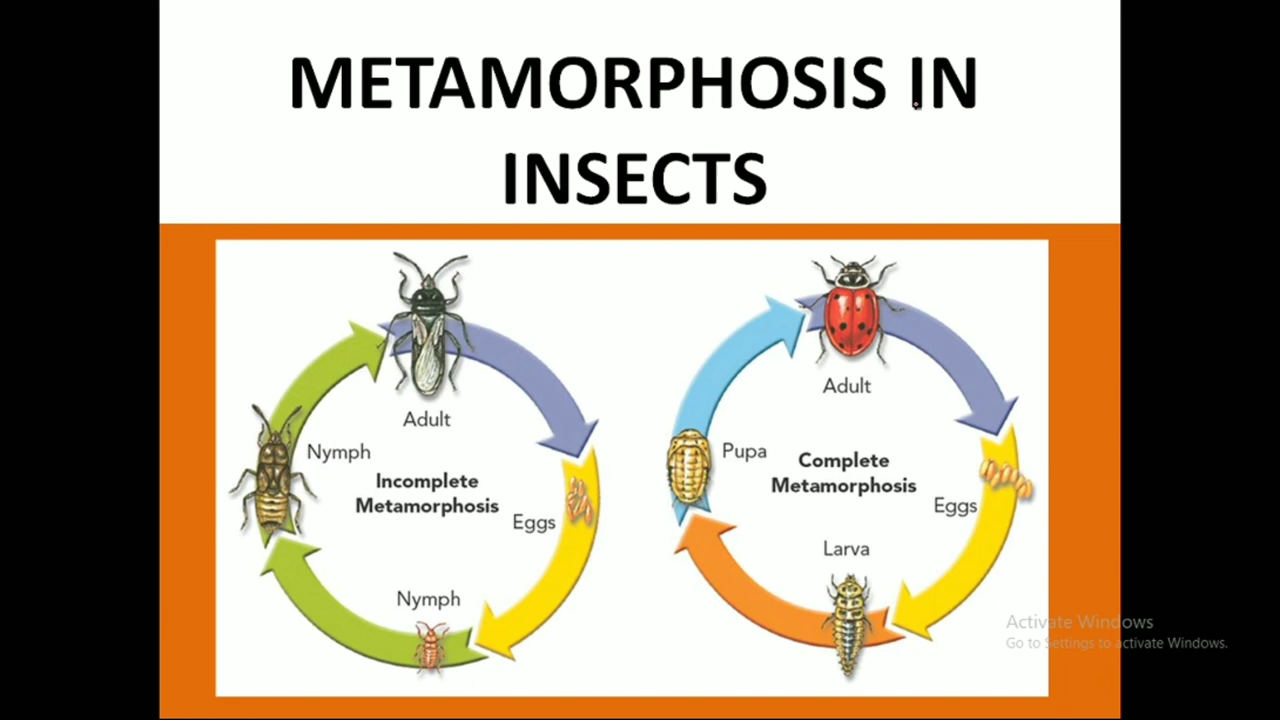 METAMORPHOSIS IN
INSECTS
Adult
Nymph
Incomplete
Metamorphosis
Eggs
Nymph
Adult
Pupa
Complete
Metamorphosis
Eggs
Larva
Activate Windows
Go to Settings to activate Windows.